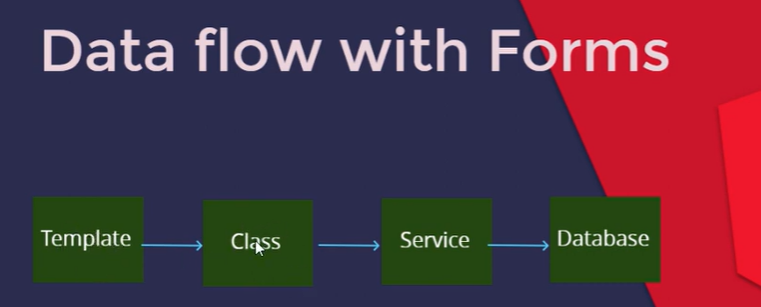 Data flow with Forms
Template
Class
Service
Database